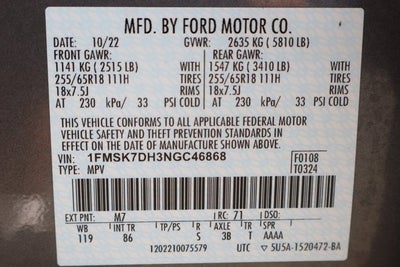 MFD. BY FORD MOTOR CO.
DATE: 10/22 GVWR: 2635 KG ( 5810 LB)
FRONT GAWR: REAR GAWR:
1141 KG ( 2515 LB) WITH 1547 KG ( 3410 LB) WITH
255/65R18 111H TIRES 255/65R18 111H TIRES
18x7.5J RIMS 18x7.5J RIMS
AT 230 kPa/ 33 PSI COLD AT 230 kPa/ 33 PSI COLD
THIS VEHICLE CONFORMS TO ALL APPLICABLE FEDERAL MOTOR
VEHICLE SAFETY AND THEFT PREVENTION STANDARDS IN
EFFECT ON THE DATE OF MANUFACTURE SHOWN ABOVE.
VIN: 1FMSK7DH3NGC46868 F0108
TYPE: MPV T0324
EXT PNT: M7 RC: 71 DSO:
WB INT TR TP/PS R AXLE TR SPR
119 86 S 3B T AAAA
1202210075579 UTC 5U5A-1520472-BA